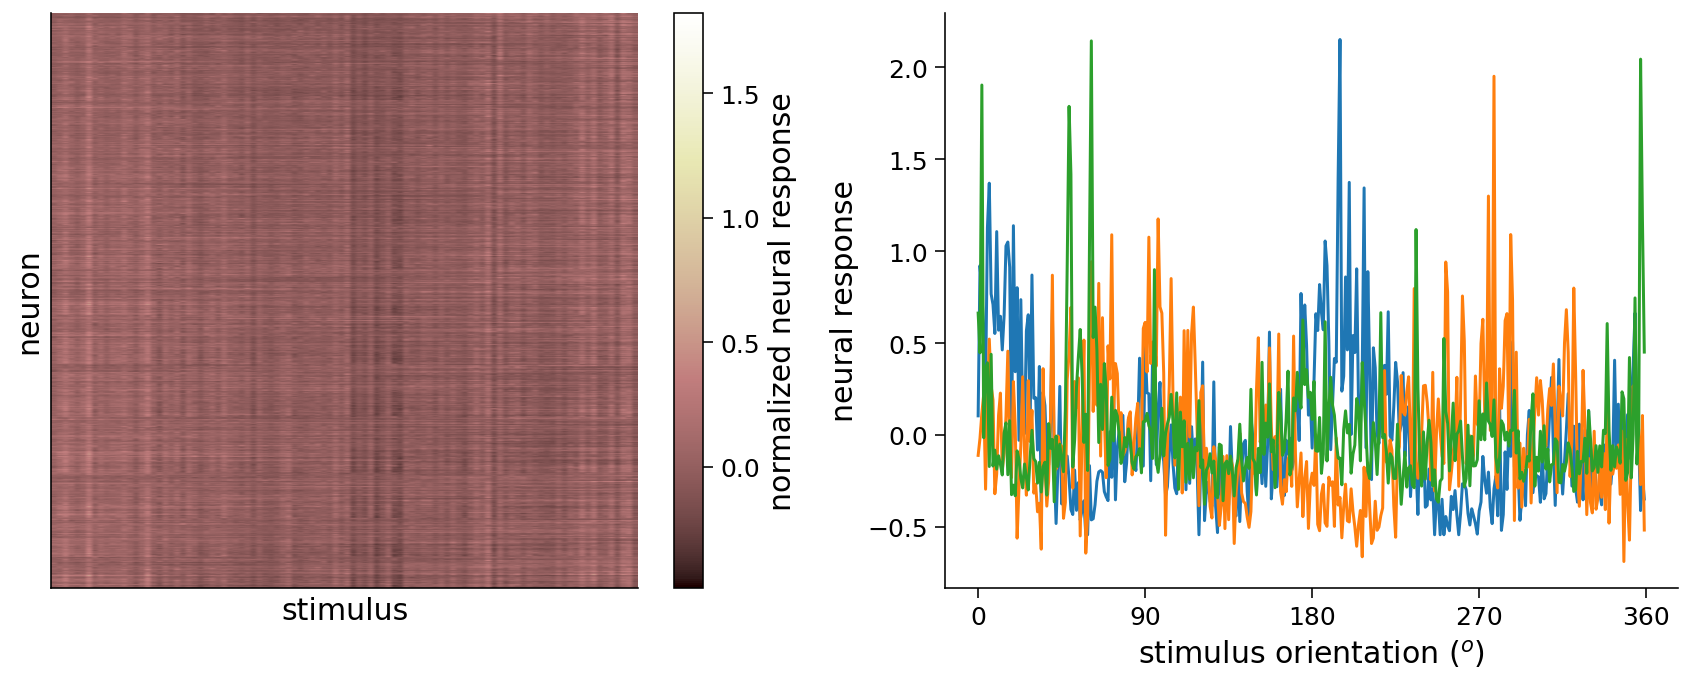 neuron
stimulus
1.5
1.0
0.5
0.0
normalized neural response
neural response
2.0
1.5
1.0
0.5
0.0
−0.5
0 90 180 270 360
stimulus orientation (o)